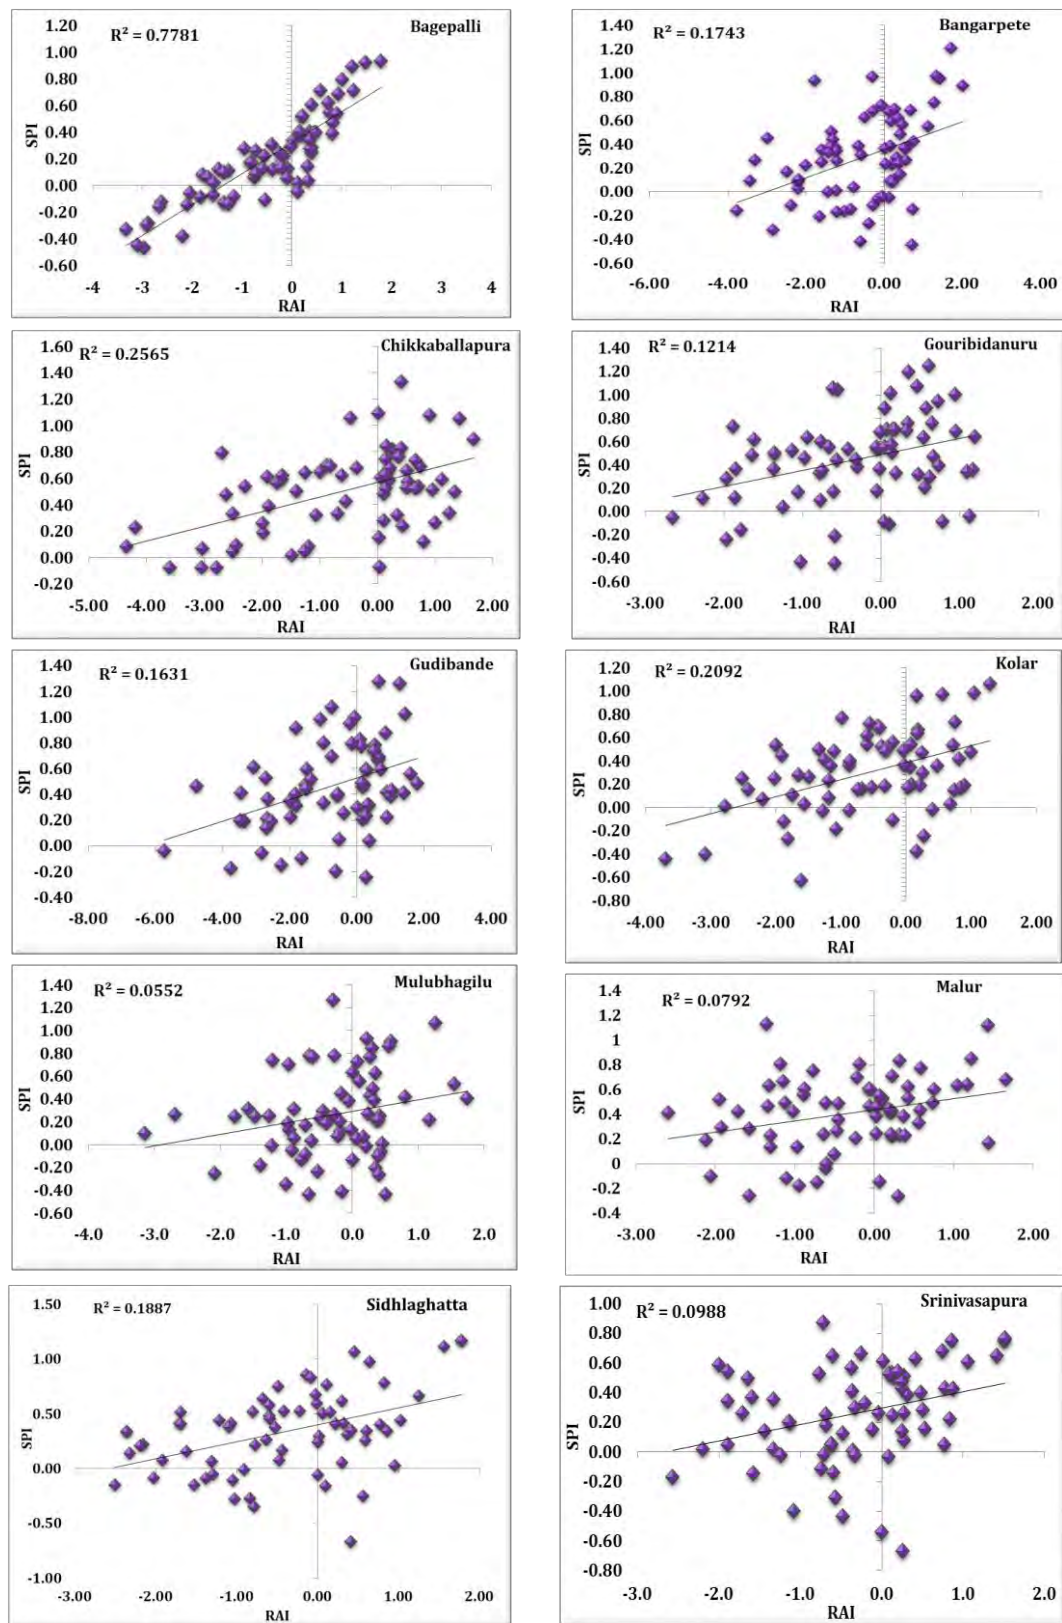 Bagepalli
R² = 0.7781
1.20
1.00
0.80
0.60
0.40
0.20
0.00
-0.20
-0.40
-0.60
SPI
-4 -3 -2 -1 0 1 2 3 4
RAI
Bangarpete
R² = 0.1743
1.40
1.20
1.00
0.80
0.60
0.40
0.20
0.00
-0.20
-0.40
-0.60
SPI
-6.00 -4.00 -2.00 0.00 2.00 4.00
RAI
Chikkaballapura
R² = 0.2565
1.60
1.40
1.20
1.00
0.80
0.60
0.40
0.20
0.00
-0.20
SPI
-5.00 -4.00 -3.00 -2.00 -1.00 0.00 1.00 2.00
RAI
Gouribidanuru
R² = 0.1214
1.40
1.20
1.00
0.80
0.60
0.40
0.20
0.00
-0.20
-0.40
-0.60
SPI
-3.00 -2.00 -1.00 0.00 1.00 2.00
RAI
Gudibande
R² = 0.1631
1.40
1.20
1.00
0.80
0.60
0.40
0.20
0.00
-0.20
-0.40
SPI
-8.00 -6.00 -4.00 -2.00 0.00 2.00 4.00
RAI
Kolar
R² = 0.2092
1.20
1.00
0.80
0.60
0.40
0.20
0.00
-0.20
-0.40
-0.60
-0.80
SPI
-4.00 -3.00 -2.00 -1.00 0.00 1.00 2.00
RAI
Mulubhagilu
R² = 0.0552
1.40
1.20
1.00
0.80
0.60
0.40
0.20
0.00
-0.20
-0.40
0.60
SPI
-4.0 -3.0 -2.0 -1.0 0.0 1.0 2.0
RAI
Malur
R² = 0.0792
1.4
1.2
1
0.8
0.6
0.4
0.2
0
-0.2
-0.4
SPI
-3.00 -2.00 -1.00 0.00 1.00 2.00
RAI
Sidhlaghatta
R² = 0.1887
1.50
1.00
0.50
0.00
-0.50
-1.00
SPI
-3.00 -2.00 -1.00 0.00 1.00 2.00
RAI
Srinivasapura
R² = 0.0988
1.00
0.80
0.60
0.40
0.20
0.00
-0.20
-0.40
-0.60
-0.80
SPI
-3.0 -2.0 -1.0 0.0 1.0 2.00
RAI